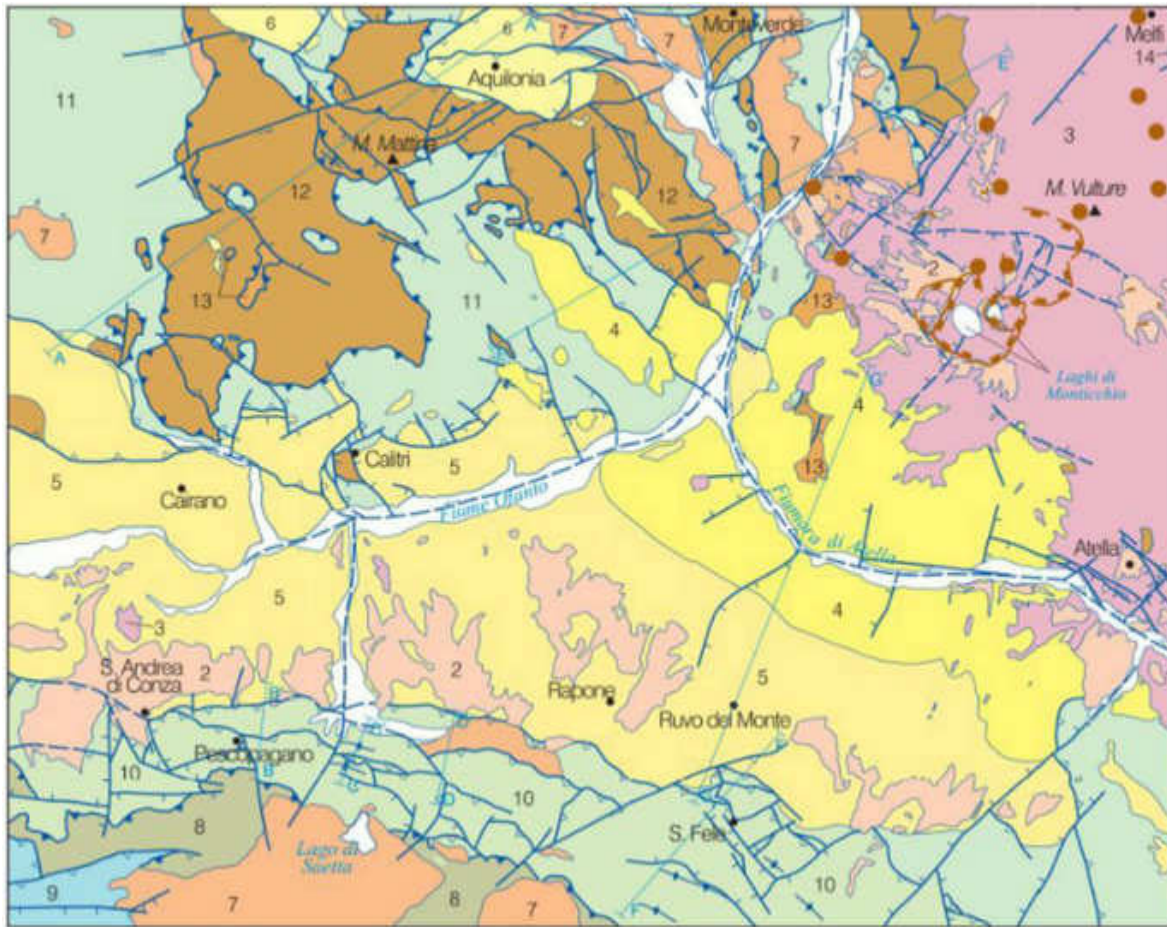 6
A
6
7
7
Monteverde
Melfi
14
Aquilonia
E
11
M. Mattina
7
3
12
12
M. Vulture
7
2
13
11
13
4
Laghi di
Monticchio
A
G
4
Calitri
5
13
5
Cairano
Fiume Ofanto
Fiumara di Atella
Atella
5
4
3
S. Andrea
di Conza
2
2
5
B
Rapone
Ruvo del Monte
Pescopagano
B
C
D
10
10
8
S. Fele
Lago di
Saetta
10
9
7
8
7
F